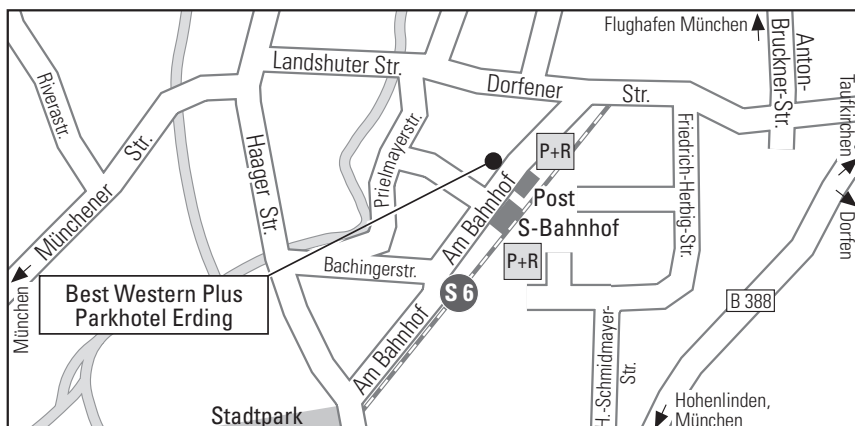 Flughafen München
Anton-
Bruckner-Str.
Landshuter Str.
Dorfener Str.
Taufkirchen
Dorfen
Riverastr.
Münchener Str.
Haager Str.
Prielmayerstr.
Friedrich-Herbig-Str.
P+R
Post
S-Bahnhof
Am Bahnhof
P+R
Bachingerstr.
S 6
Best Western Plus
Parkhotel Erding
München
B 388
Am Bahnhof
H.-Schmidmayer-
Str.
Hohenlinden,
München
Stadtpark